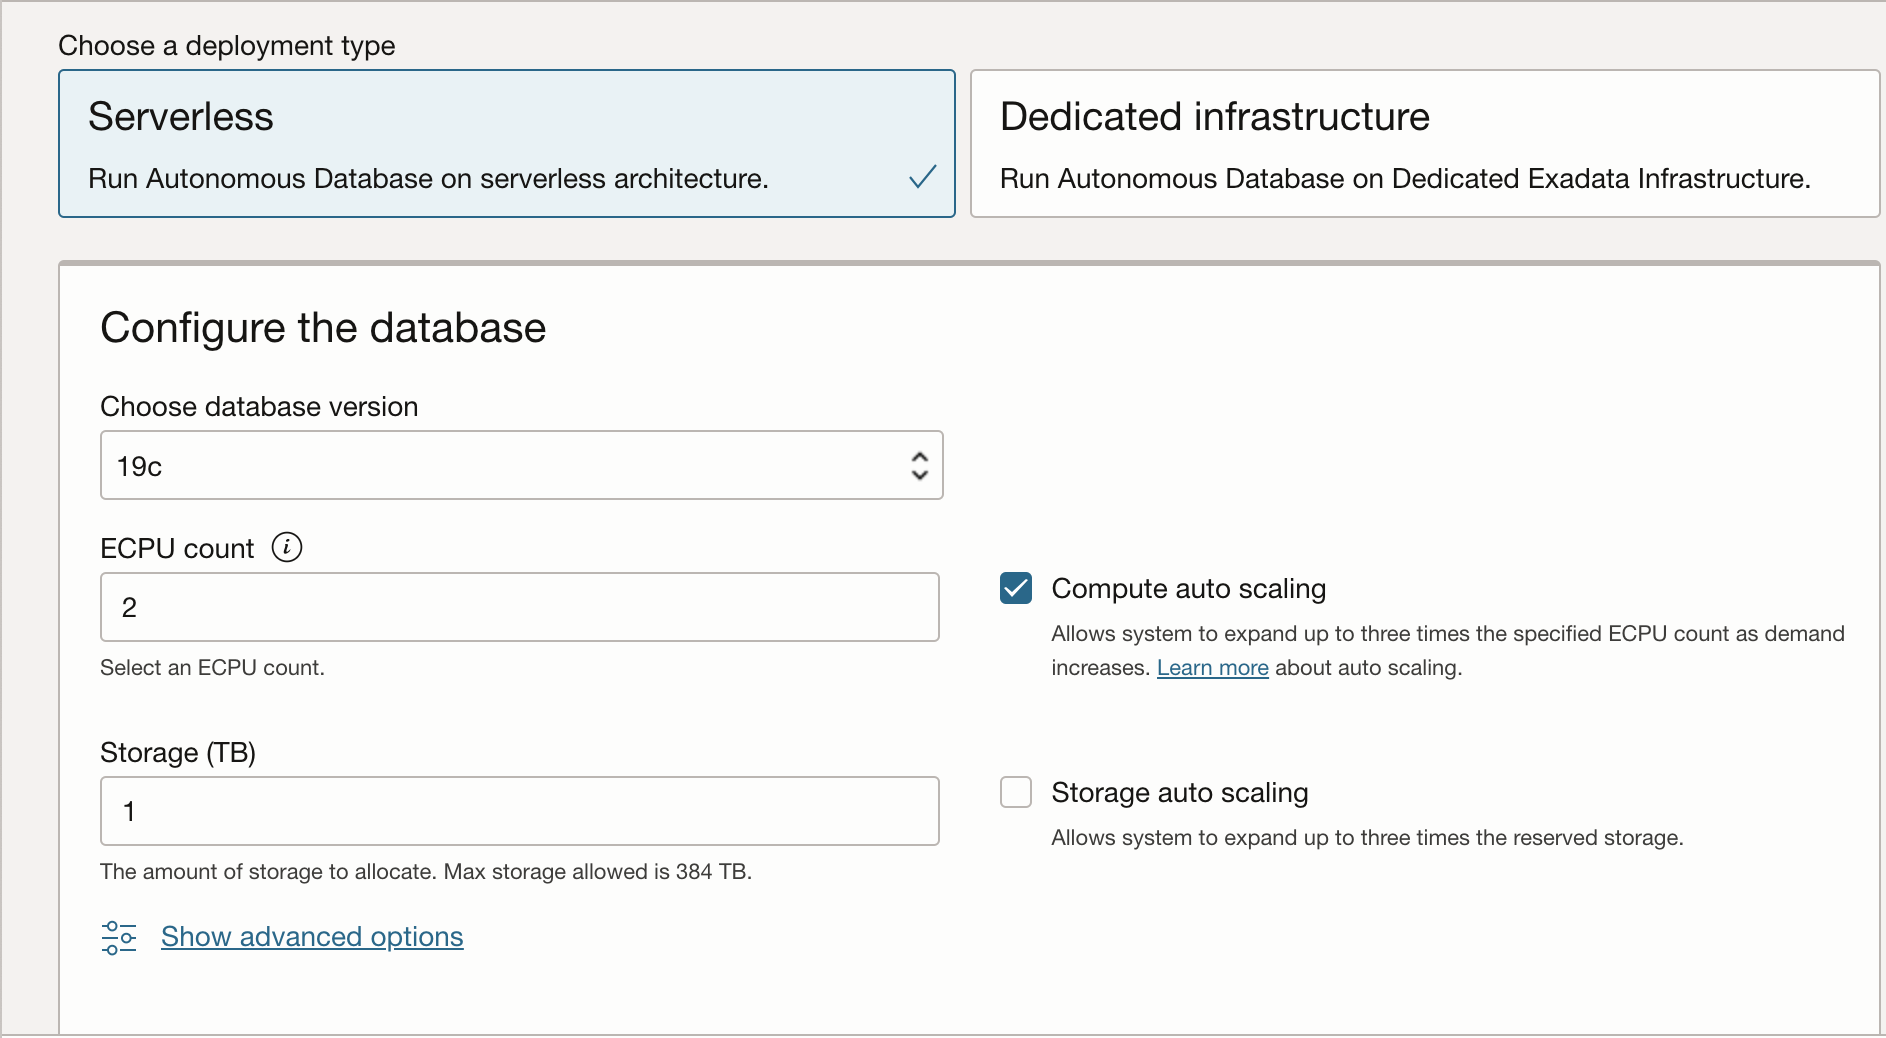 Choose a deployment type
Serverless
Run Autonomous Database on serverless architecture.
Dedicated infrastructure
Run Autonomous Database on Dedicated Exadata Infrastructure.
Configure the database
Choose database version
19c
ECPU count i
2
Select an ECPU count.
Compute auto scaling
Allows system to expand up to three times the specified ECPU count as demand
increases. Learn more about auto scaling.
Storage (TB)
1
The amount of storage to allocate. Max storage allowed is 384 TB.
Storage auto scaling
Allows system to expand up to three times the reserved storage.
Show advanced options